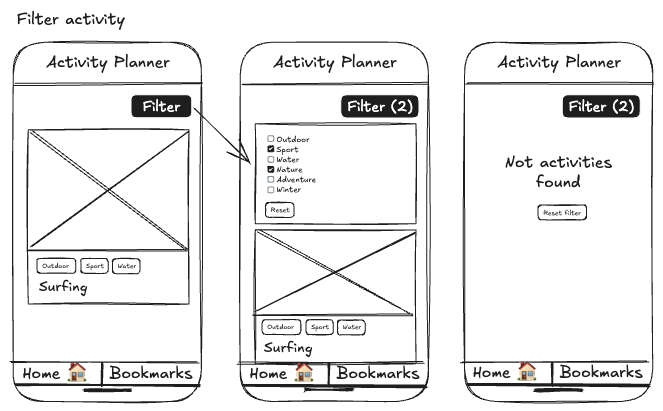 Filter activity
Activity Planner
Filter
Outdoor
Sport
Water
Surfing
Home
Bookmarks
Activity Planner
Filter (2)
Outdoor
Sport
Water
Nature
Adventure
Winter
Reset
Outdoor
Sport
Water
Surfing
Home
Bookmarks
Activity Planner
Filter (2)
Not activities
found
Reset filter
Home
Bookmarks